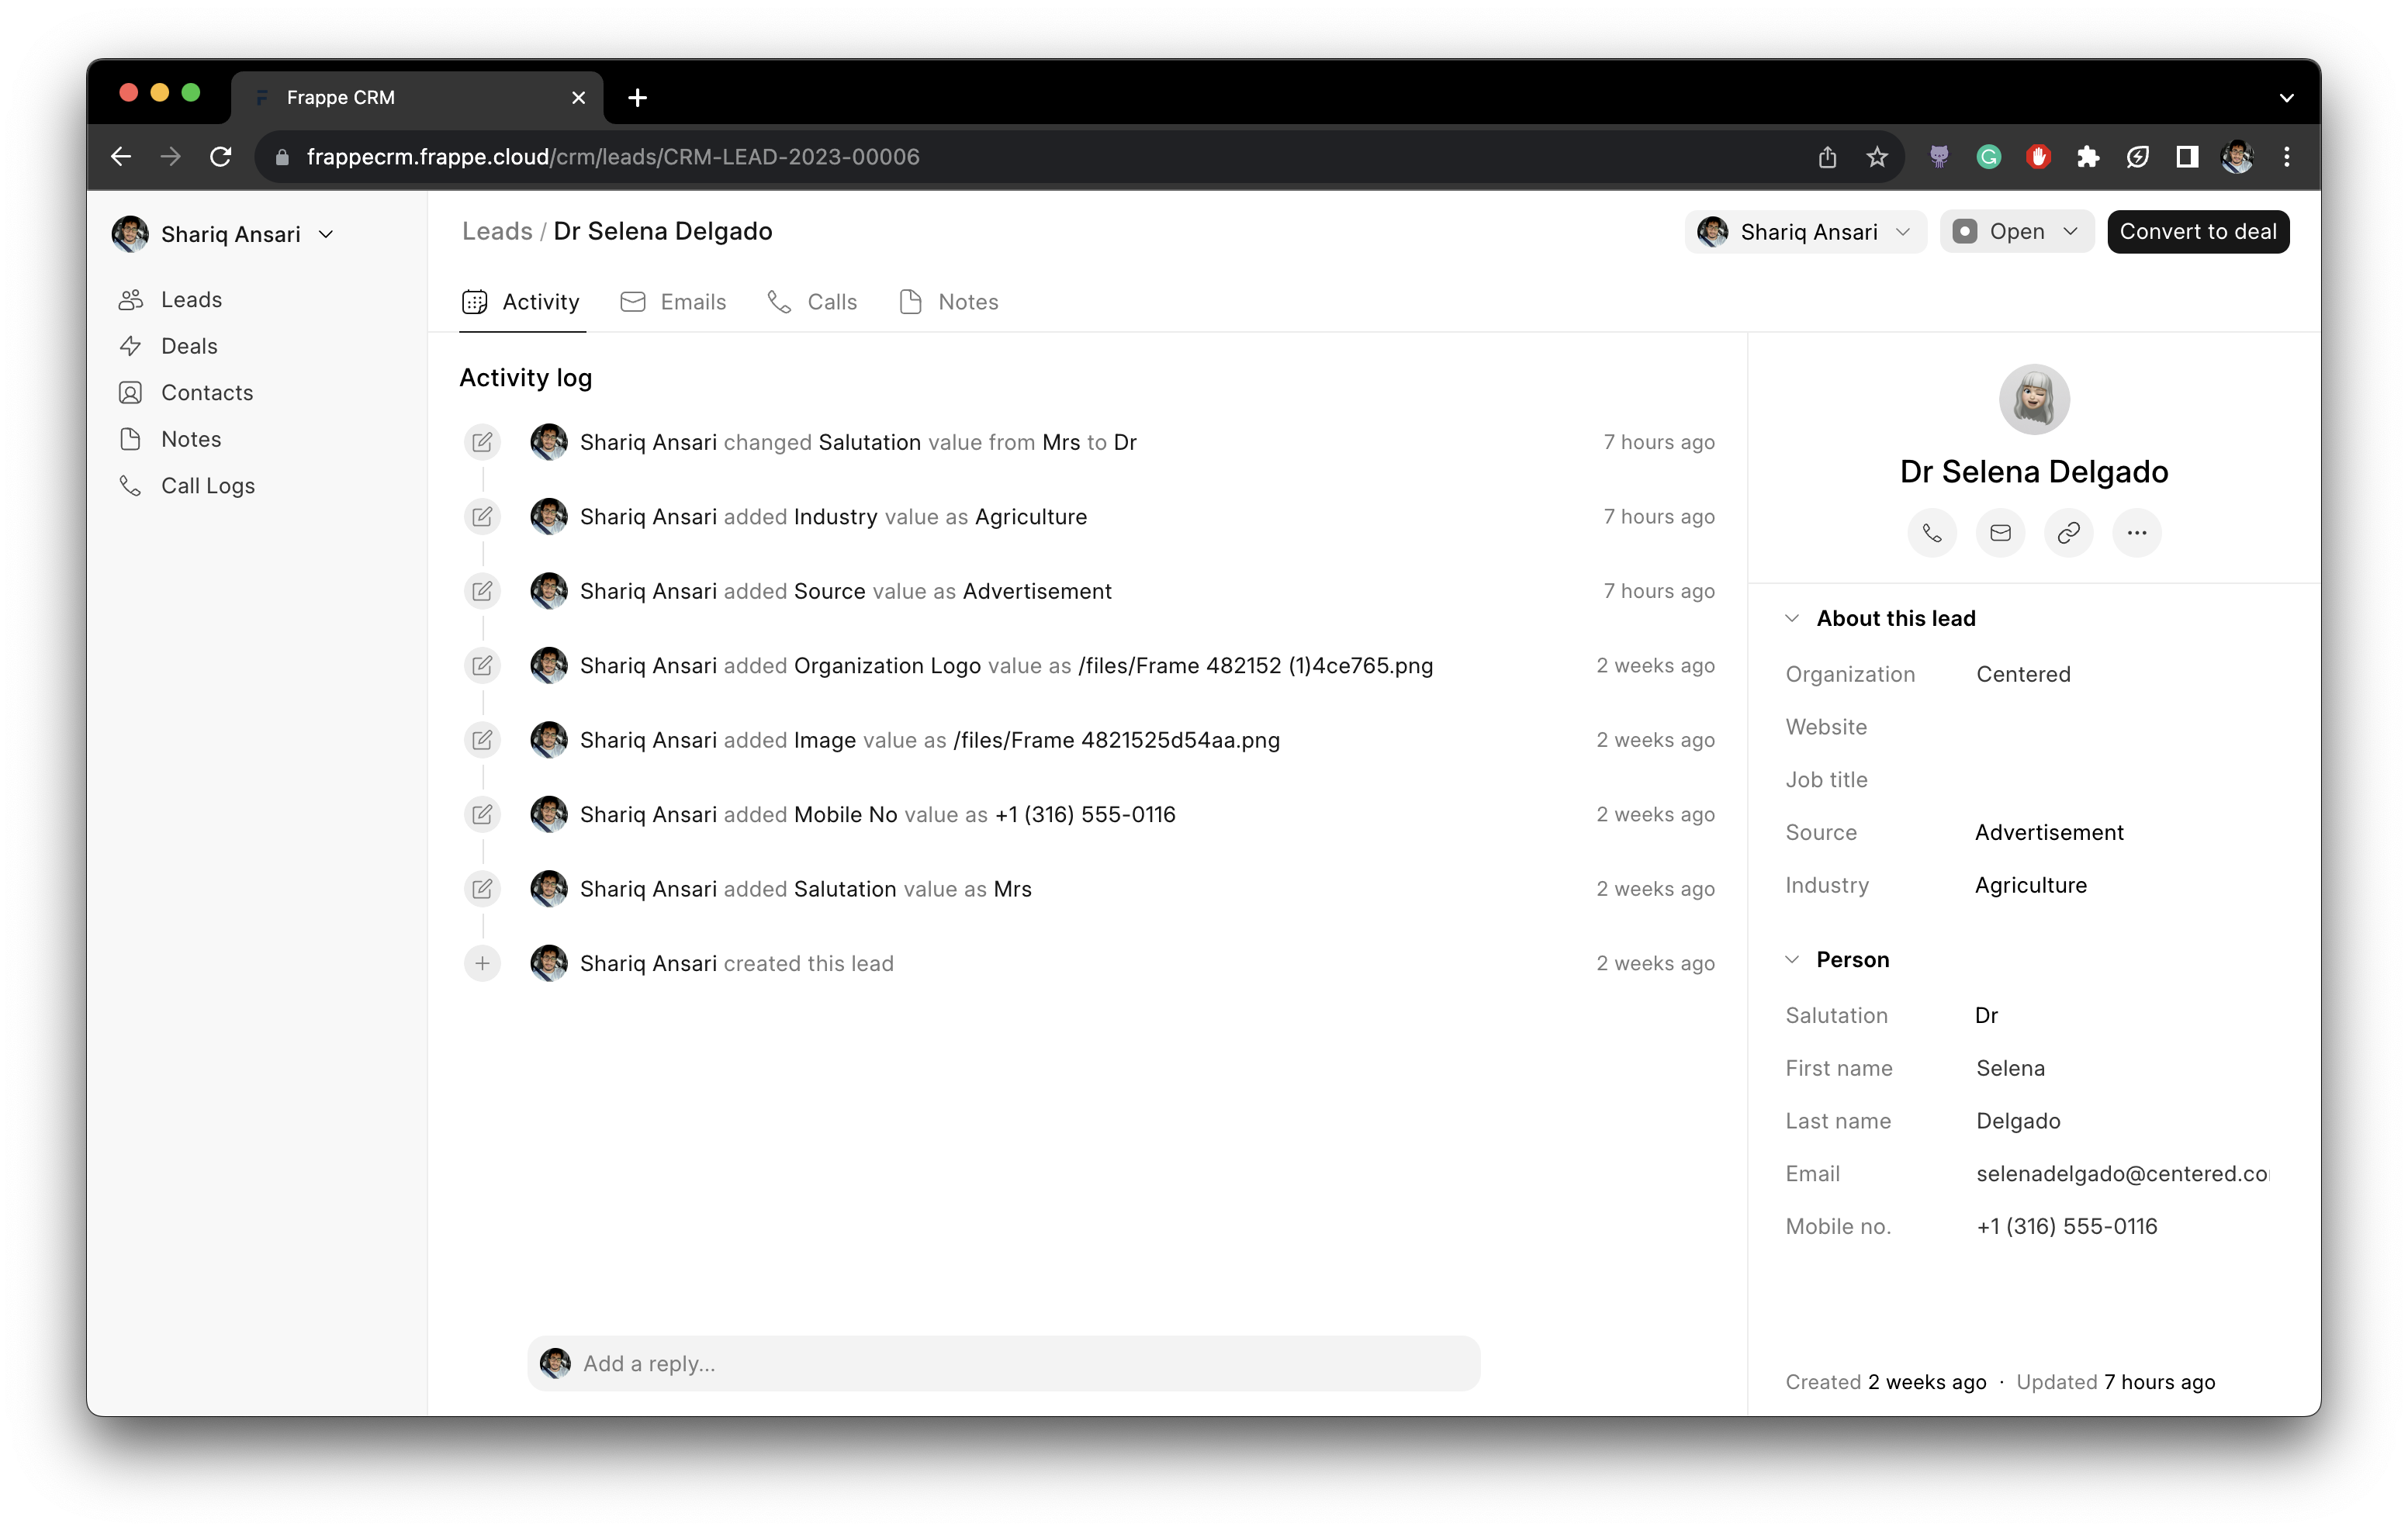 Frappe CRM
frappecrm.frappe.cloud/crm/leads/CRM-LEAD-2023-00006
Shariq Ansari
Leads
Deals
Contacts
Notes
Call Logs
Leads / Dr Selena Delgado
Shariq Ansari
Open
Convert to deal
Activity
Emails
Calls
Notes
Activity log
Shariq Ansari changed Salutation value from Mrs to Dr 7 hours ago
Shariq Ansari added Industry value as Agriculture 7 hours ago
Shariq Ansari added Source value as Advertisement 7 hours ago
Shariq Ansari added Organization Logo value as /files/Frame 482152 (1)4ce765.png 2 weeks ago
Shariq Ansari added Image value as /files/Frame 4821525d54aa.png 2 weeks ago
Shariq Ansari added Mobile No value as +1 (316) 555-0116 2 weeks ago
Shariq Ansari added Salutation value as Mrs 2 weeks ago
Shariq Ansari created this lead 2 weeks ago
Add a reply...
Dr Selena Delgado
About this lead
Organization Centered
Website
Job title
Source Advertisement
Industry Agriculture
Person
Salutation Dr
First name Selena
Last name Delgado
Email selenadelgado@centered.co
Mobile no. +1 (316) 555-0116
Created 2 weeks ago · Updated 7 hours ago